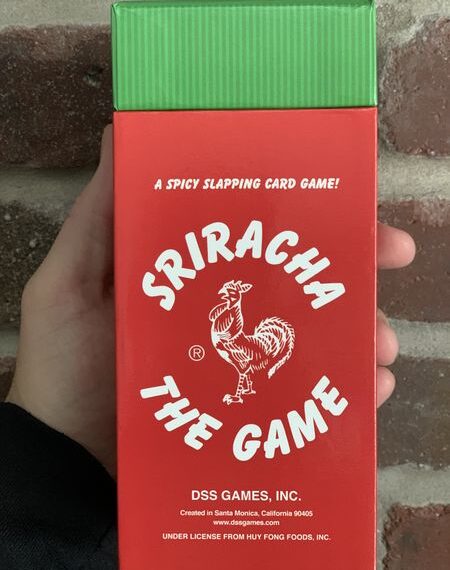 A SPICY SLAPPING CARD GAME!
SRIRACHA
®
THE GAME
DSS GAMES, INC.
Created in Santa Monica, California 90405
www.dssgames.com
UNDER LICENSE FROM HUY FONG FOODS, INC.